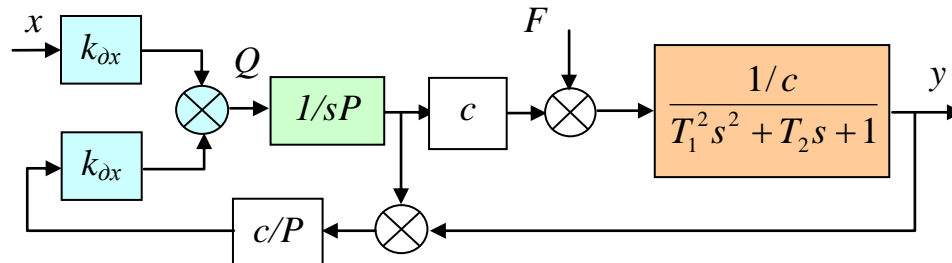 x
k∂x
Q
1/sP
c
F
1/c
T₁²s² + T₂s + 1
y
k∂x
c/P